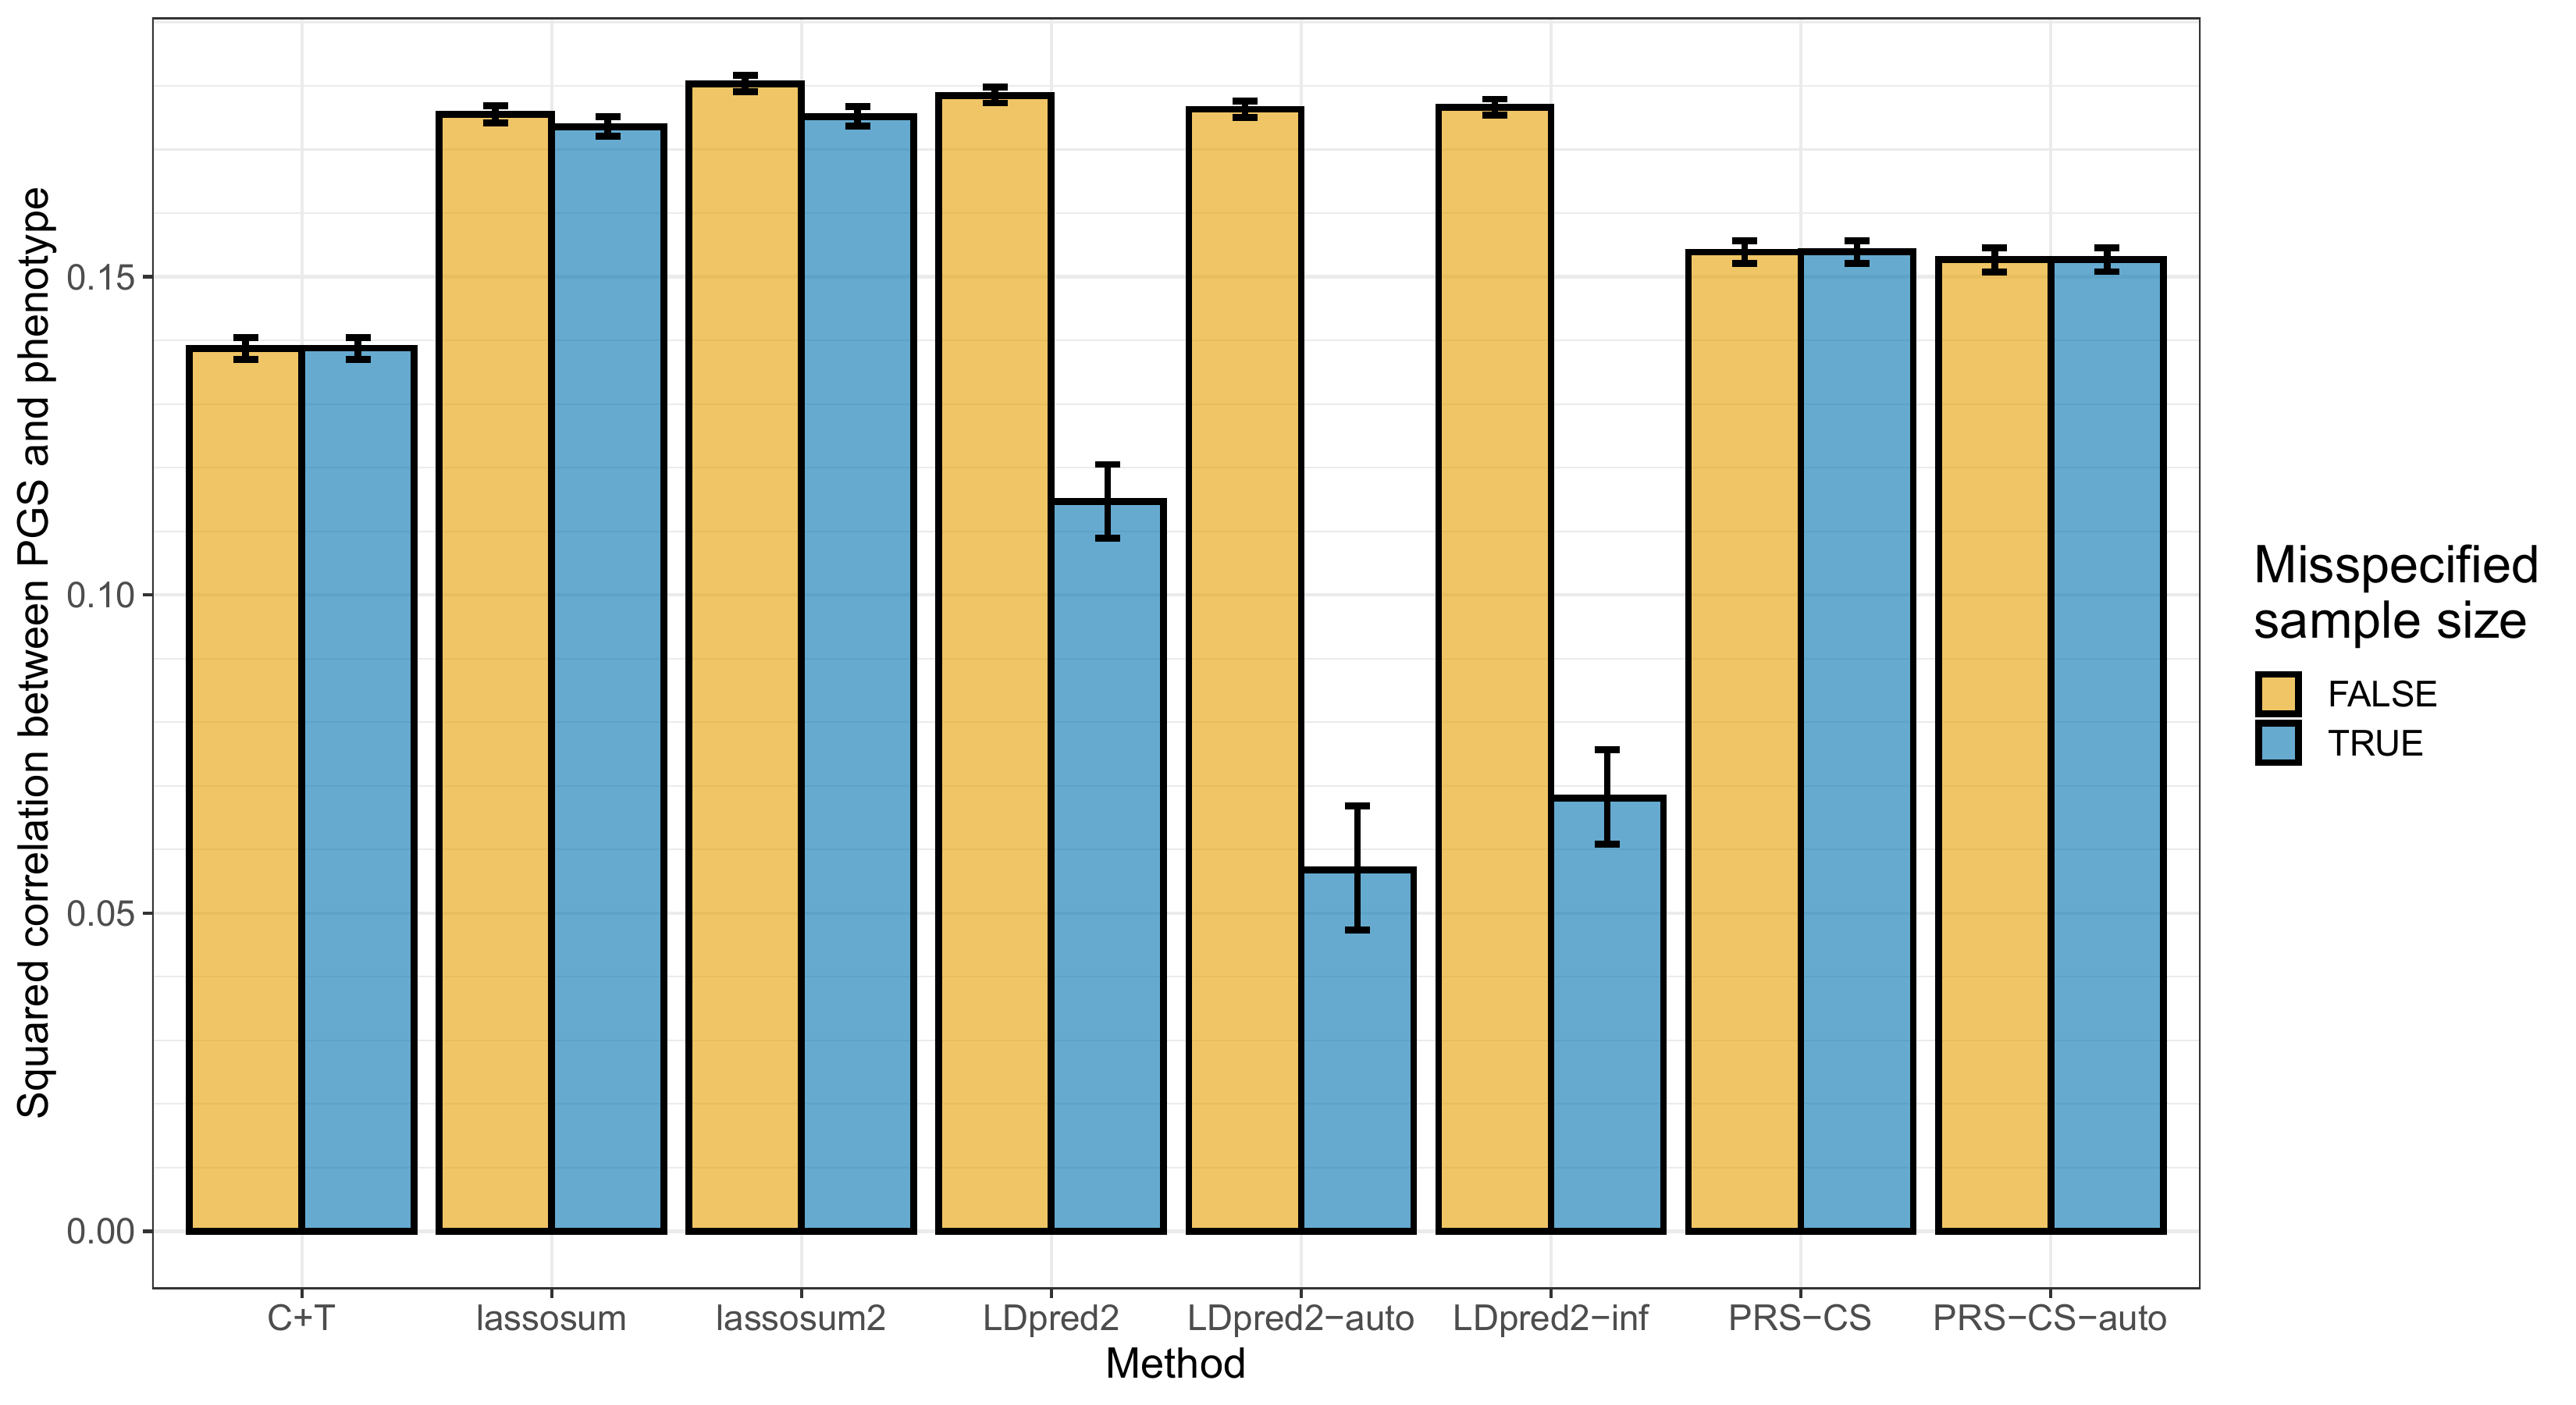 Squared correlation between PGS and phenotype
0.15
0.10
0.05
0.00
C+T
lassosum
lassosum2
LDpred2
LDpred2−auto
LDpred2−inf
PRS−CS
PRS−CS−auto
Method
Misspecified
sample size
FALSE
TRUE